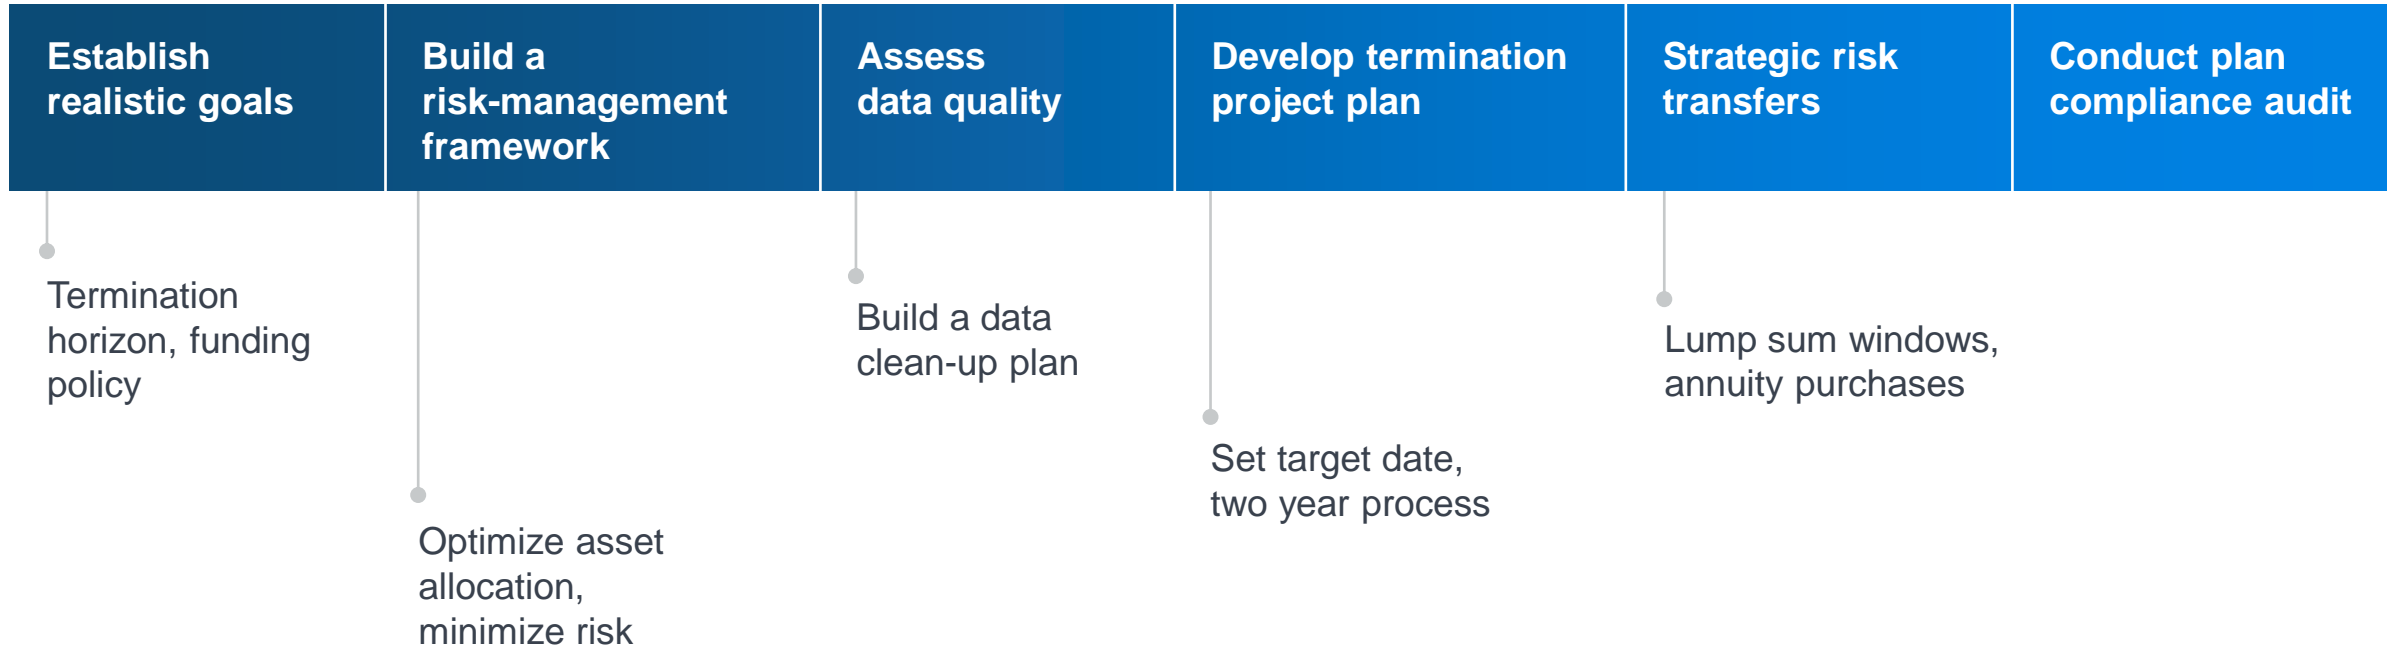 Establish
realistic goals
Build a
risk-management
framework
Assess
data quality
Develop termination
project plan
Strategic risk
transfers
Conduct plan
compliance audit
Termination
horizon, funding
policy
Optimize asset
allocation,
minimize risk
Build a data
clean-up plan
Set target date,
two year process
Lump sum windows,
annuity purchases